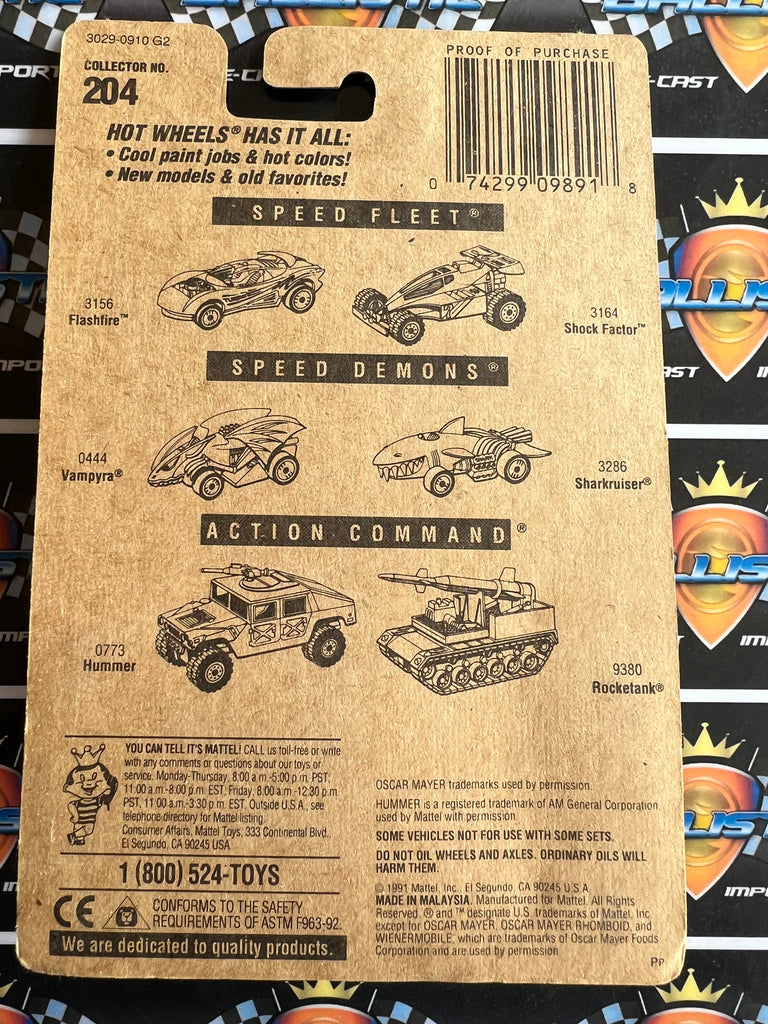 3029-0910 G2
COLLECTOR NO.
204
PROOF OF PURCHASE
0 74299 09891 8
HOT WHEELS® HAS IT ALL:
• Cool paint jobs & hot colors!
• New models & old favorites!
SPEED FLEET®
3156
Flashfire™
3164
Shock Factor™
SPEED DEMONS®
0444
Vampyra®
3286
Sharkruiser®
ACTION COMMAND®
0773
Hummer
9380
Rocketank®
YOU CAN TELL IT'S MATTEL! CALL us toll-free or write
with any comments or questions about our toys or
service. Monday-Thursday, 8:00 a.m.-5:00 p.m. PST;
11:00 a.m.-8:00 p.m. EST; Friday, 8:00 a.m.-12:30 p.m.
PST, 11:00 a.m.-3:30 p.m. EST. Outside U.S.A., see
telephone directory for Mattel listing.
Consumer Affairs, Mattel Toys, 333 Continental Blvd.,
El Segundo, CA 90245 USA
1 (800) 524-TOYS
CE
CONFORMS TO THE SAFETY
REQUIREMENTS OF ASTM F963-92.
We are dedicated to quality products.
OSCAR MAYER trademarks used by permission.
HUMMER is a registered trademark of AM General Corporation,
used by Mattel with permission.
SOME VEHICLES NOT FOR USE WITH SOME SETS.
DO NOT OIL WHEELS AND AXLES. ORDINARY OILS WILL
HARM THEM.
© 1991 Mattel, Inc., El Segundo, CA 90245 U.S.A.
MADE IN MALAYSIA. Manufactured for Mattel. All Rights
Reserved. ® and ™ designate U.S. trademarks of Mattel, Inc.
except for OSCAR MAYER, OSCAR MAYER RHOMBOID, and
WIENERMOBILE, which are trademarks of Oscar Mayer Foods
Corporation and are used by permission.
PP